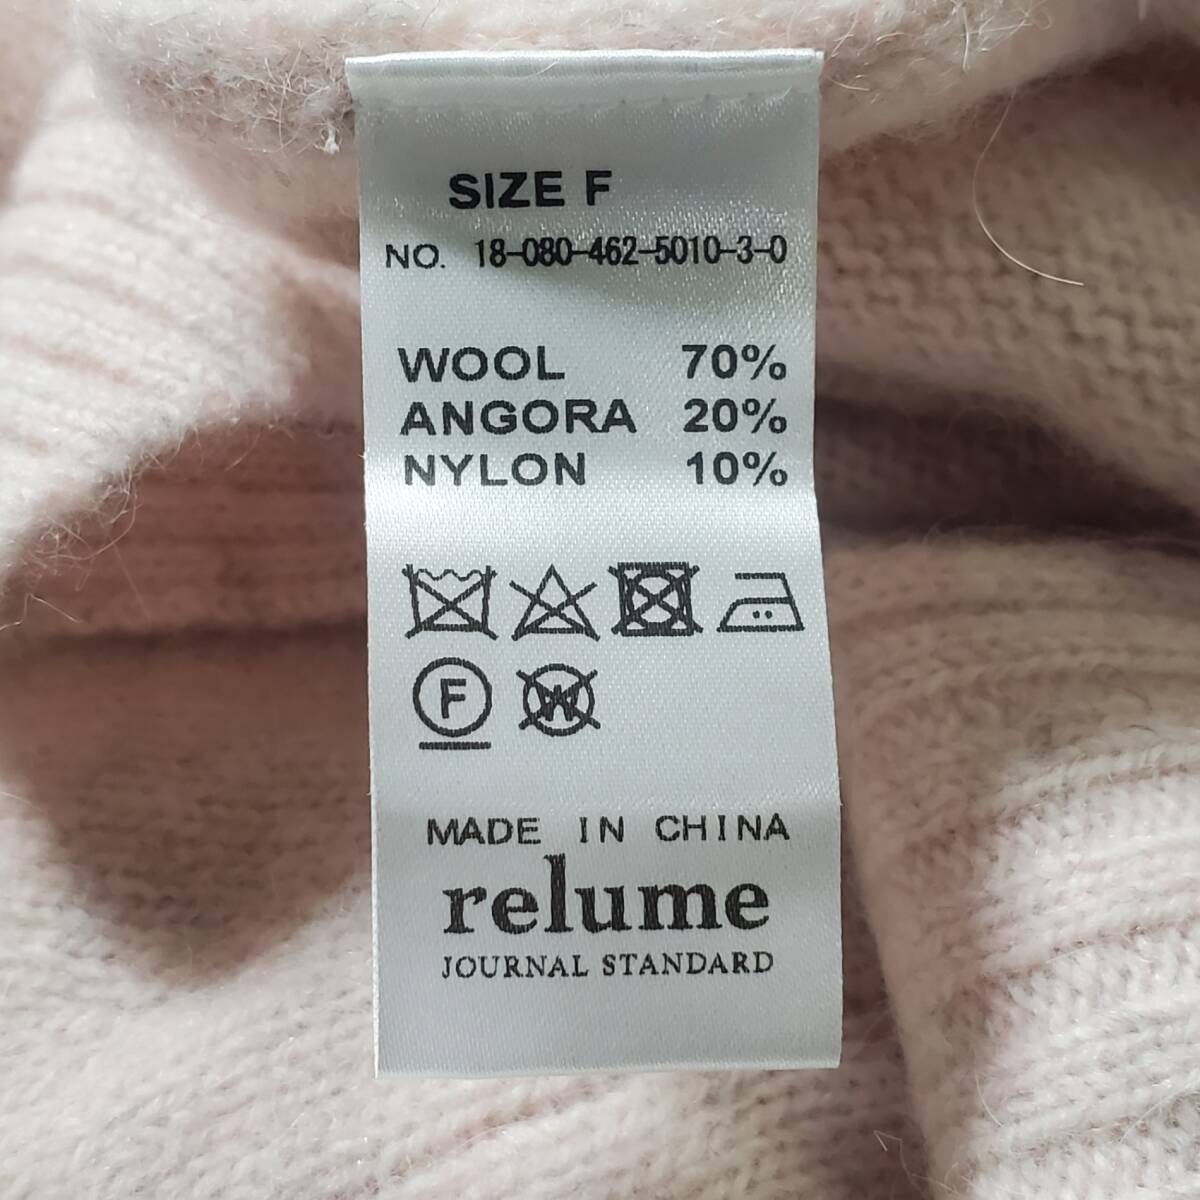 SIZE F
NO. 18-080-462-5010-3-0
WOOL 70%
ANGORA 20%
NYLON 10%
F W
MADE IN CHINA
relume
JOURNAL STANDARD